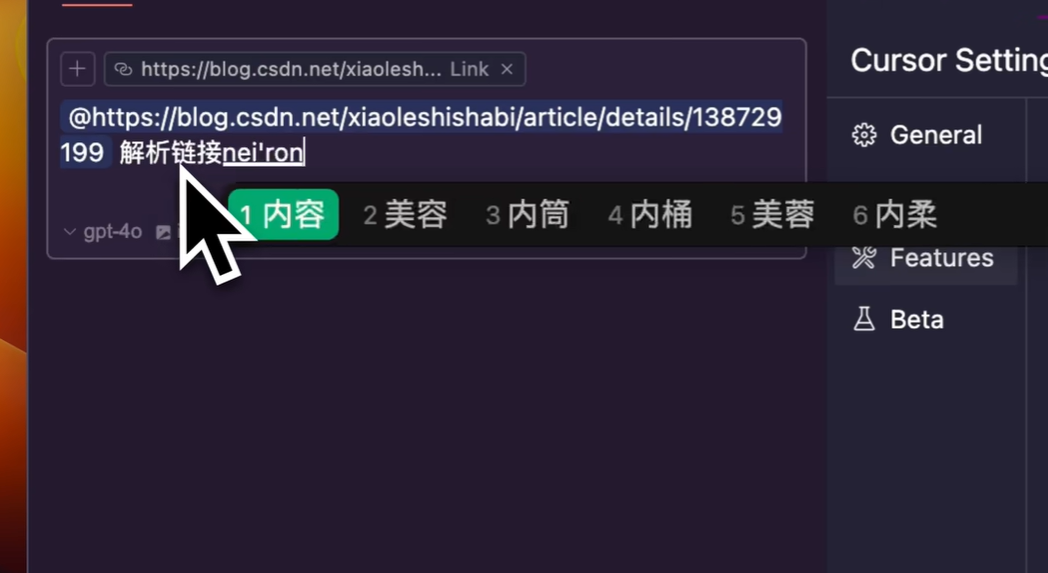 https://blog.csdn.net/xiaolesh... Link ×
@https://blog.csdn.net/xiaoleshishabi/article/details/138729
199 解析链接nei'ron
1 内容 2 美容 3 内筒 4 内桶 5 美蓉 6 内柔
gpt-4o
Cursor Setting
General
Features
Beta